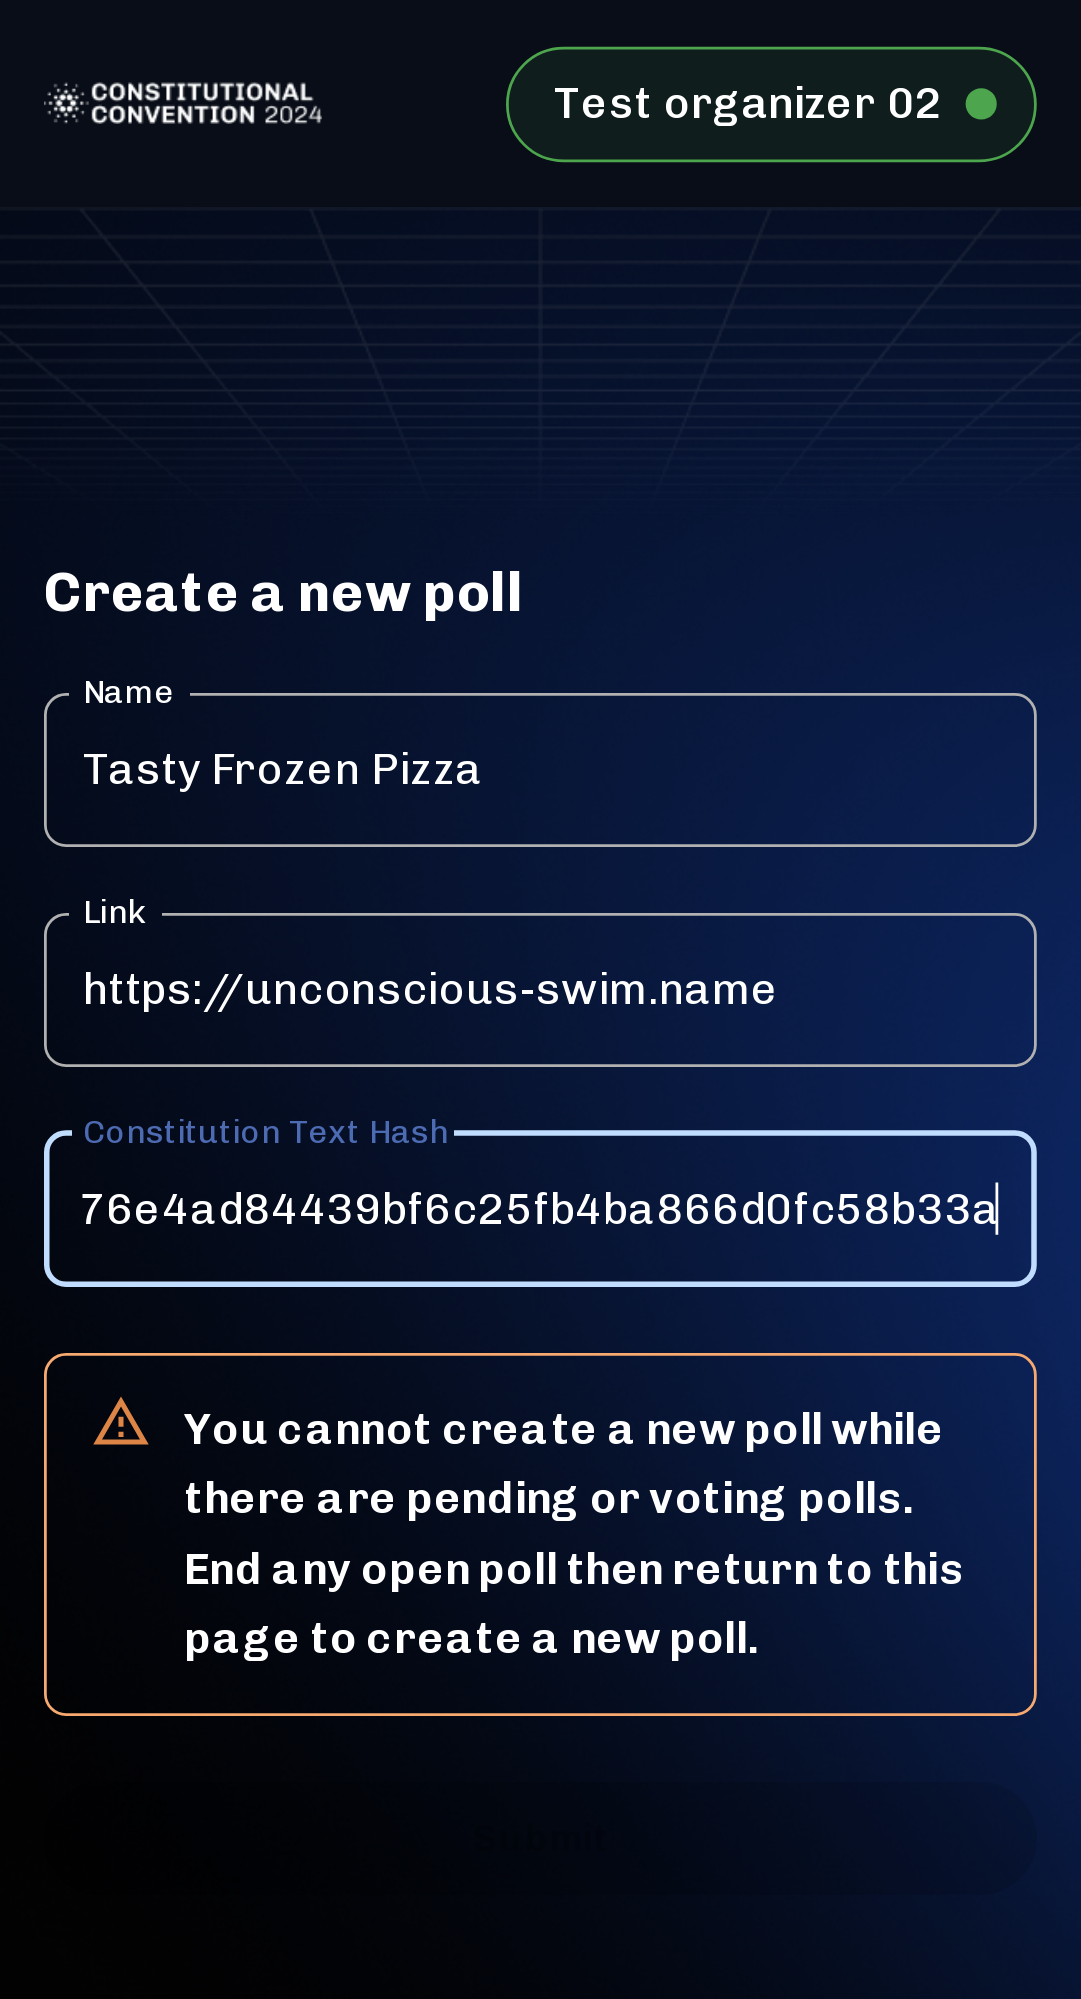 CONSTITUTIONAL
CONVENTION 2024
Test organizer 02
Create a new poll
Name
Tasty Frozen Pizza
Link
https://unconscious-swim.name
Constitution Text Hash
76e4ad84439bf6c25fb4ba866d0fc58b33a
You cannot create a new poll while
there are pending or voting polls.
End any open poll then return to this
page to create a new poll.
Submit